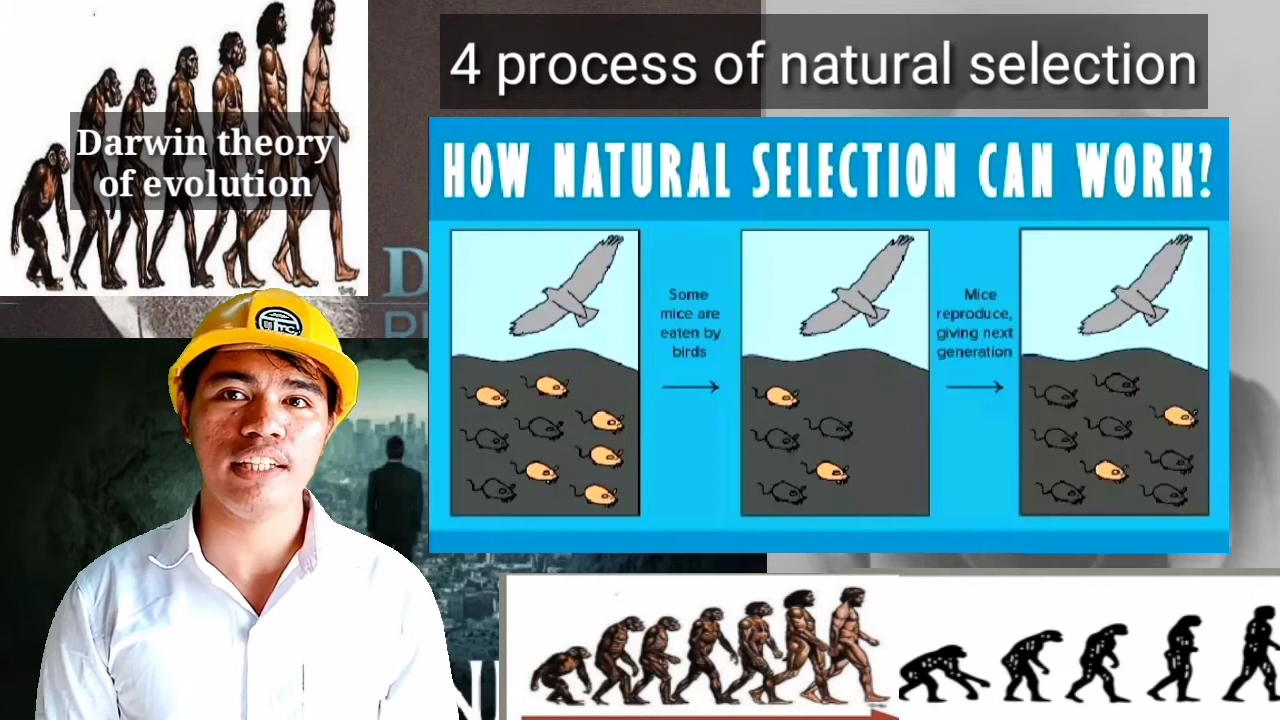 4 process of natural selection
Darwin theory
of evolution
HOW NATURAL SELECTION CAN WORK?
Some
mice are
eaten by
birds
Mice
reproduce,
giving next
generation
D